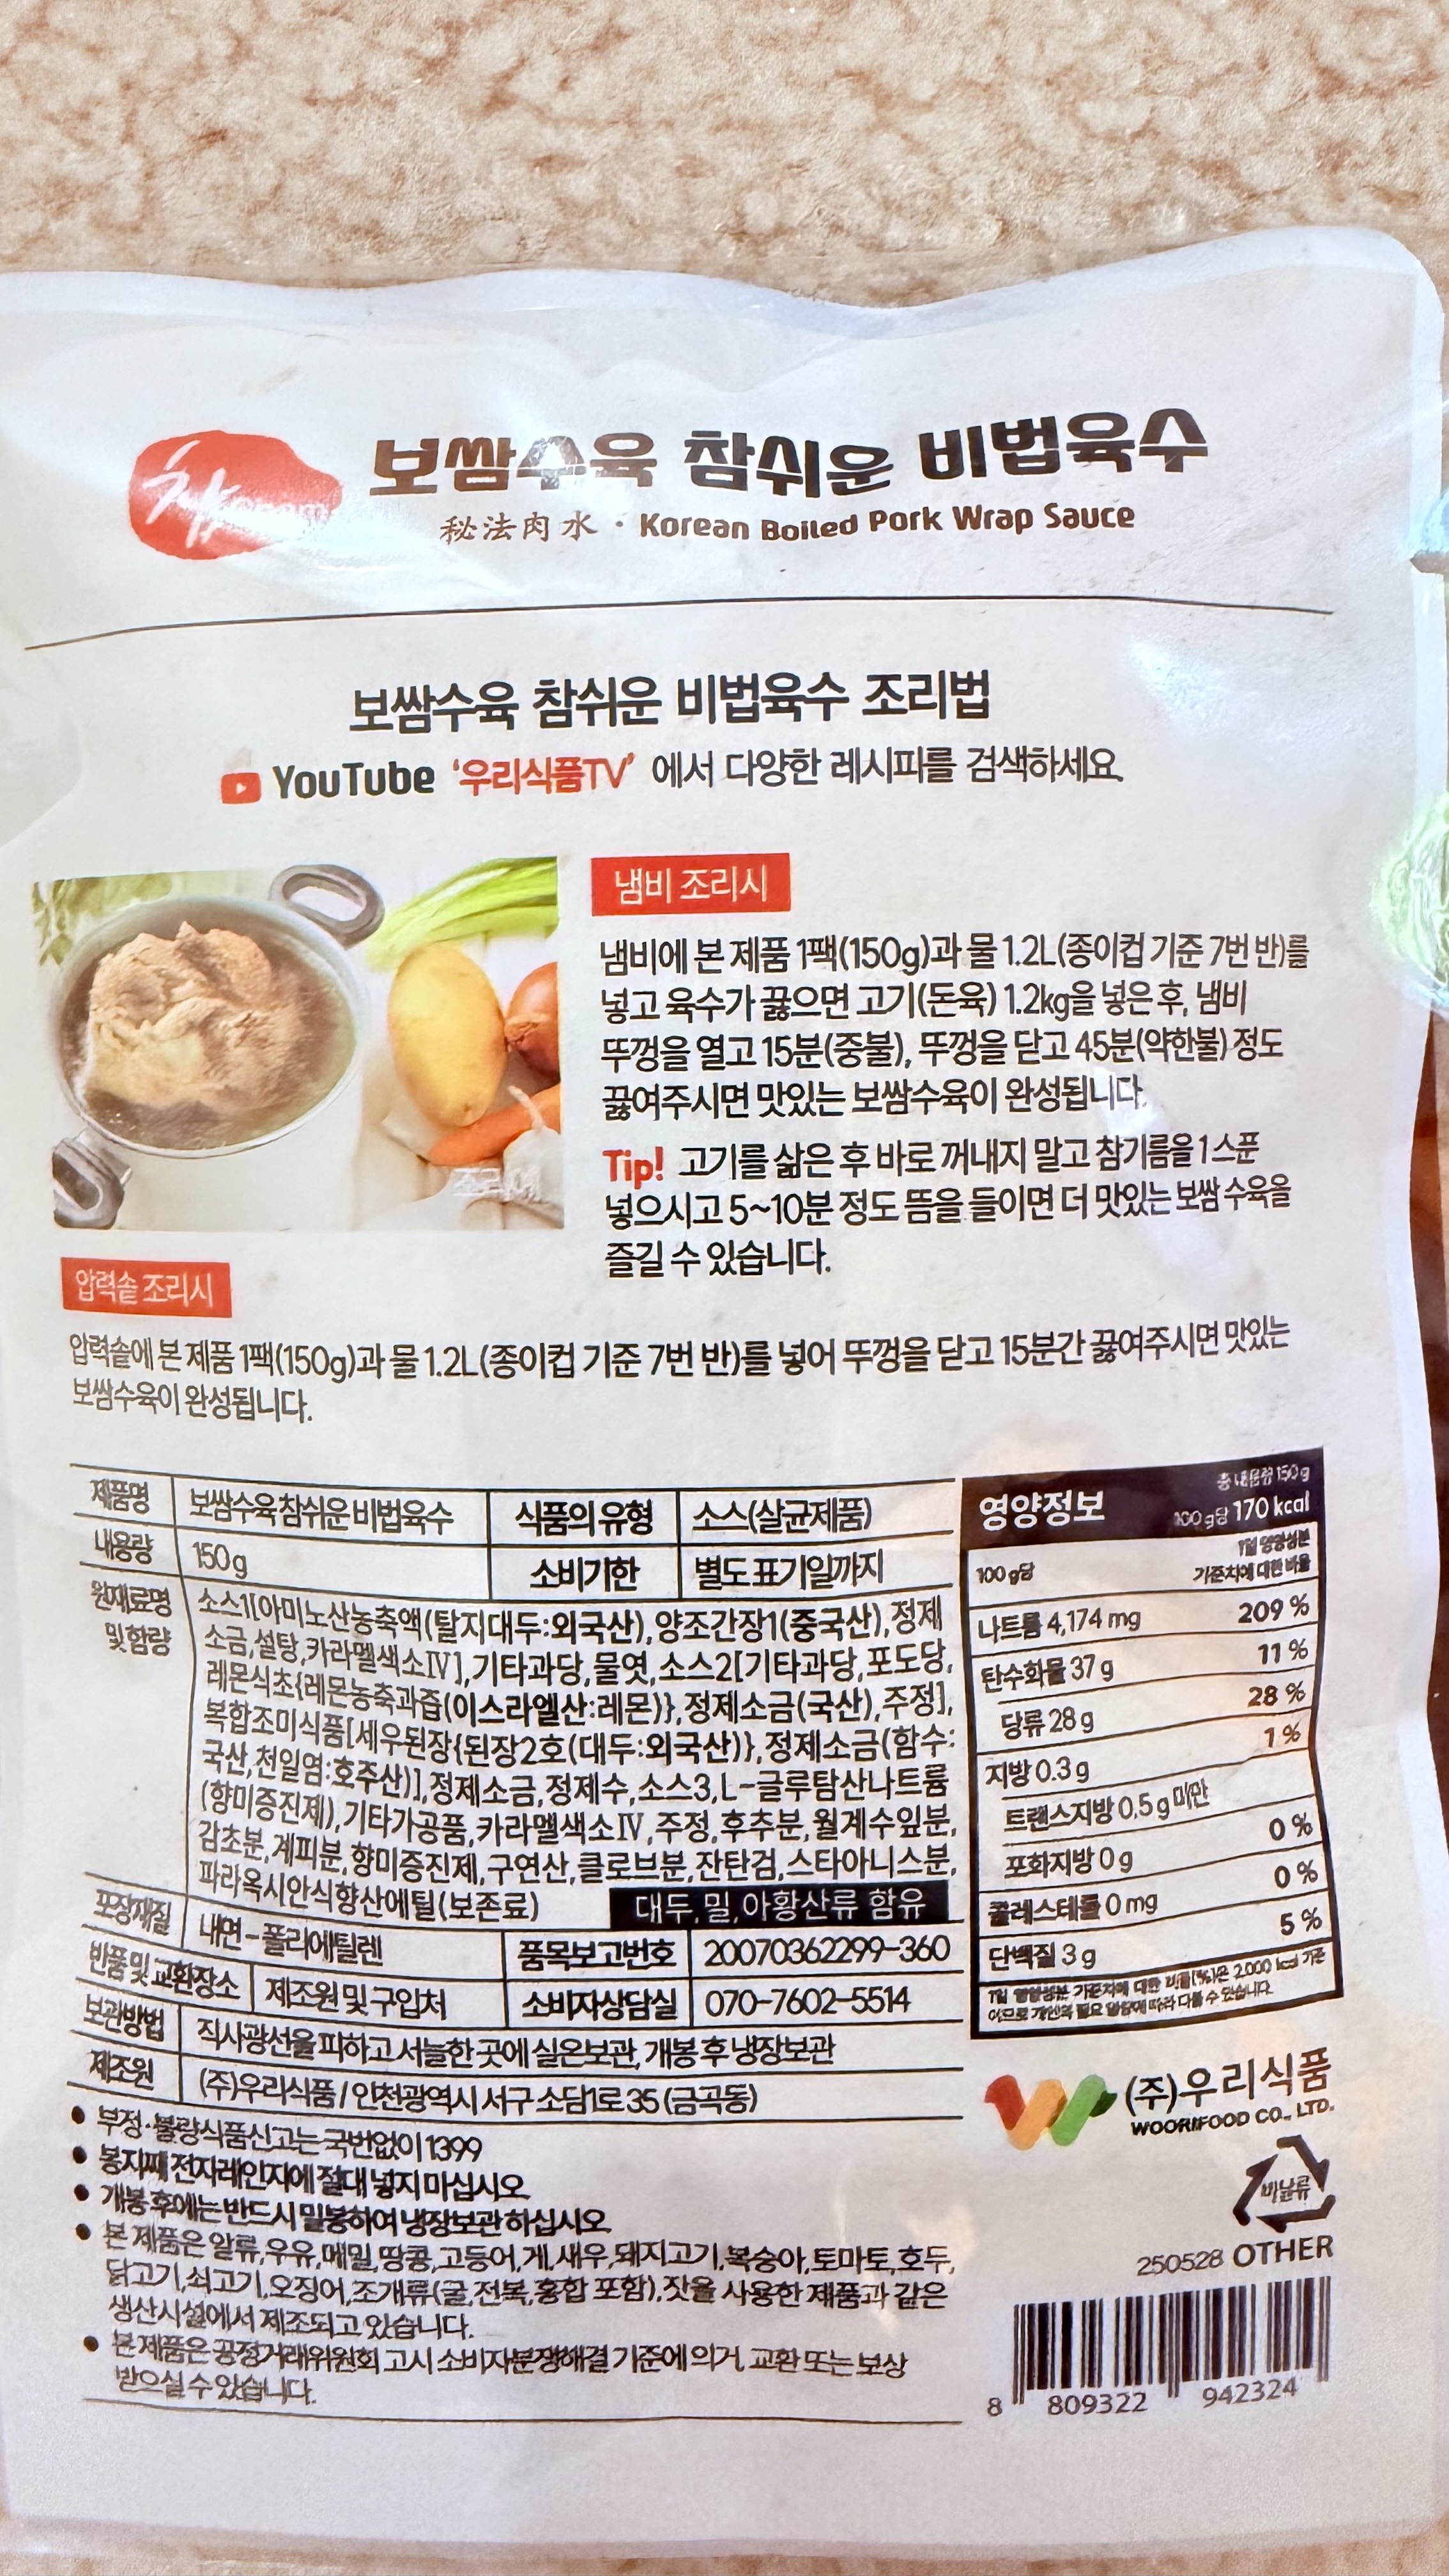 참
보쌈수육 참쉬운 비법육수
秘法肉水 · Korean Boiled Pork Wrap Sauce
보쌈수육 참쉬운 비법육수 조리법
YouTube '우리식품TV' 에서 다양한 레시피를 검색하세요.
냄비 조리시
냄비에 본 제품 1팩(150g)과 물 1.2L(종이컵 기준 7번 반)를
넣고 육수가 끓으면 고기(돈육) 1.2kg을 넣은 후, 냄비
뚜껑을 열고 15분(중불), 뚜껑을 닫고 45분(약한불) 정도
끓여주시면 맛있는 보쌈수육이 완성됩니다.
Tip! 고기를 삶은 후 바로 꺼내지 말고 참기름을 1스푼
넣으시고 5~10분 정도 뜸을 들이면 더 맛있는 보쌈 수육을
즐길 수 있습니다.
압력솥 조리시
압력솥에 본 제품 1팩(150g)과 물 1.2L(종이컵 기준 7번 반)를 넣어 뚜껑을 닫고 15분간 끓여주시면 맛있는
보쌈수육이 완성됩니다.
제품명 보쌈수육 참쉬운 비법육수 식품의 유형 소스(살균제품)
내용량 150g 소비기한 별도 표기일까지
원재료명 및 함량
소스1[아미노산농축액(탈지대두:외국산),양조간장1(중국산),정제
소금,설탕,카라멜색소Ⅳ],기타과당,물엿,소스2[기타과당,포도당,
레몬식초{레몬농축과즙(이스라엘산:레몬)},정제소금(국산),주정],
복합조미식품[세우된장{된장2호(대두:외국산)},정제소금(함수:
국산,천일염:호주산)],정제소금,정제수,소스3,L-글루탐산나트륨
(향미증진제),기타가공품,카라멜색소Ⅳ,주정,후추분,월계수잎분,
감초분,계피분,향미증진제,구연산,클로브분,잔탄검,스타아니스분,
파라옥시안식향산에틸(보존료)
대두,밀,아황산류 함유
포장재질 내면-폴리에틸렌 품목보고번호 20070362299-360
반품 및 교환장소 제조원 및 구입처 소비자상담실 070-7602-5514
보관방법 직사광선을 피하고 서늘한 곳에 실온보관, 개봉 후 냉장보관
제조원 (주)우리식품 / 인천광역시 서구 소담1로 35 (금곡동)
• 부정·불량식품신고는 국번없이 1399
• 봉지째 전자레인지에 절대 넣지 마십시오.
• 개봉 후에는 반드시 밀봉하여 냉장보관 하십시오.
• 본 제품은 알류,우유,메밀,땅콩,고등어,게,새우,돼지고기,복숭아,토마토,호두,
닭고기,쇠고기,오징어,조개류(굴,전복,홍합 포함),잣을 사용한 제품과 같은
생산시설에서 제조되고 있습니다.
• 본 제품은 공정거래위원회 고시 소비자분쟁해결 기준에 의거, 교환 또는 보상
받으실 수 있습니다.
영양정보
총 내용량 150g
100g당 170 kcal
100g당
1일 영양성분
기준치에 대한 비율
나트륨 4,174 mg 209 %
탄수화물 37 g 11 %
당류 28 g 28 %
지방 0.3 g 1 %
트랜스지방 0.5 g 미만
포화지방 0 g 0 %
콜레스테롤 0 mg 0 %
단백질 3 g 5 %
1일 영양성분 기준치에 대한 비율(%)은 2,000 kcal 기준
이므로 개인의 필요 열량에 따라 다를 수 있습니다.
(주)우리식품
WOORIFOOD CO., LTD.
비닐류
250528 OTHER
8 809322 942324